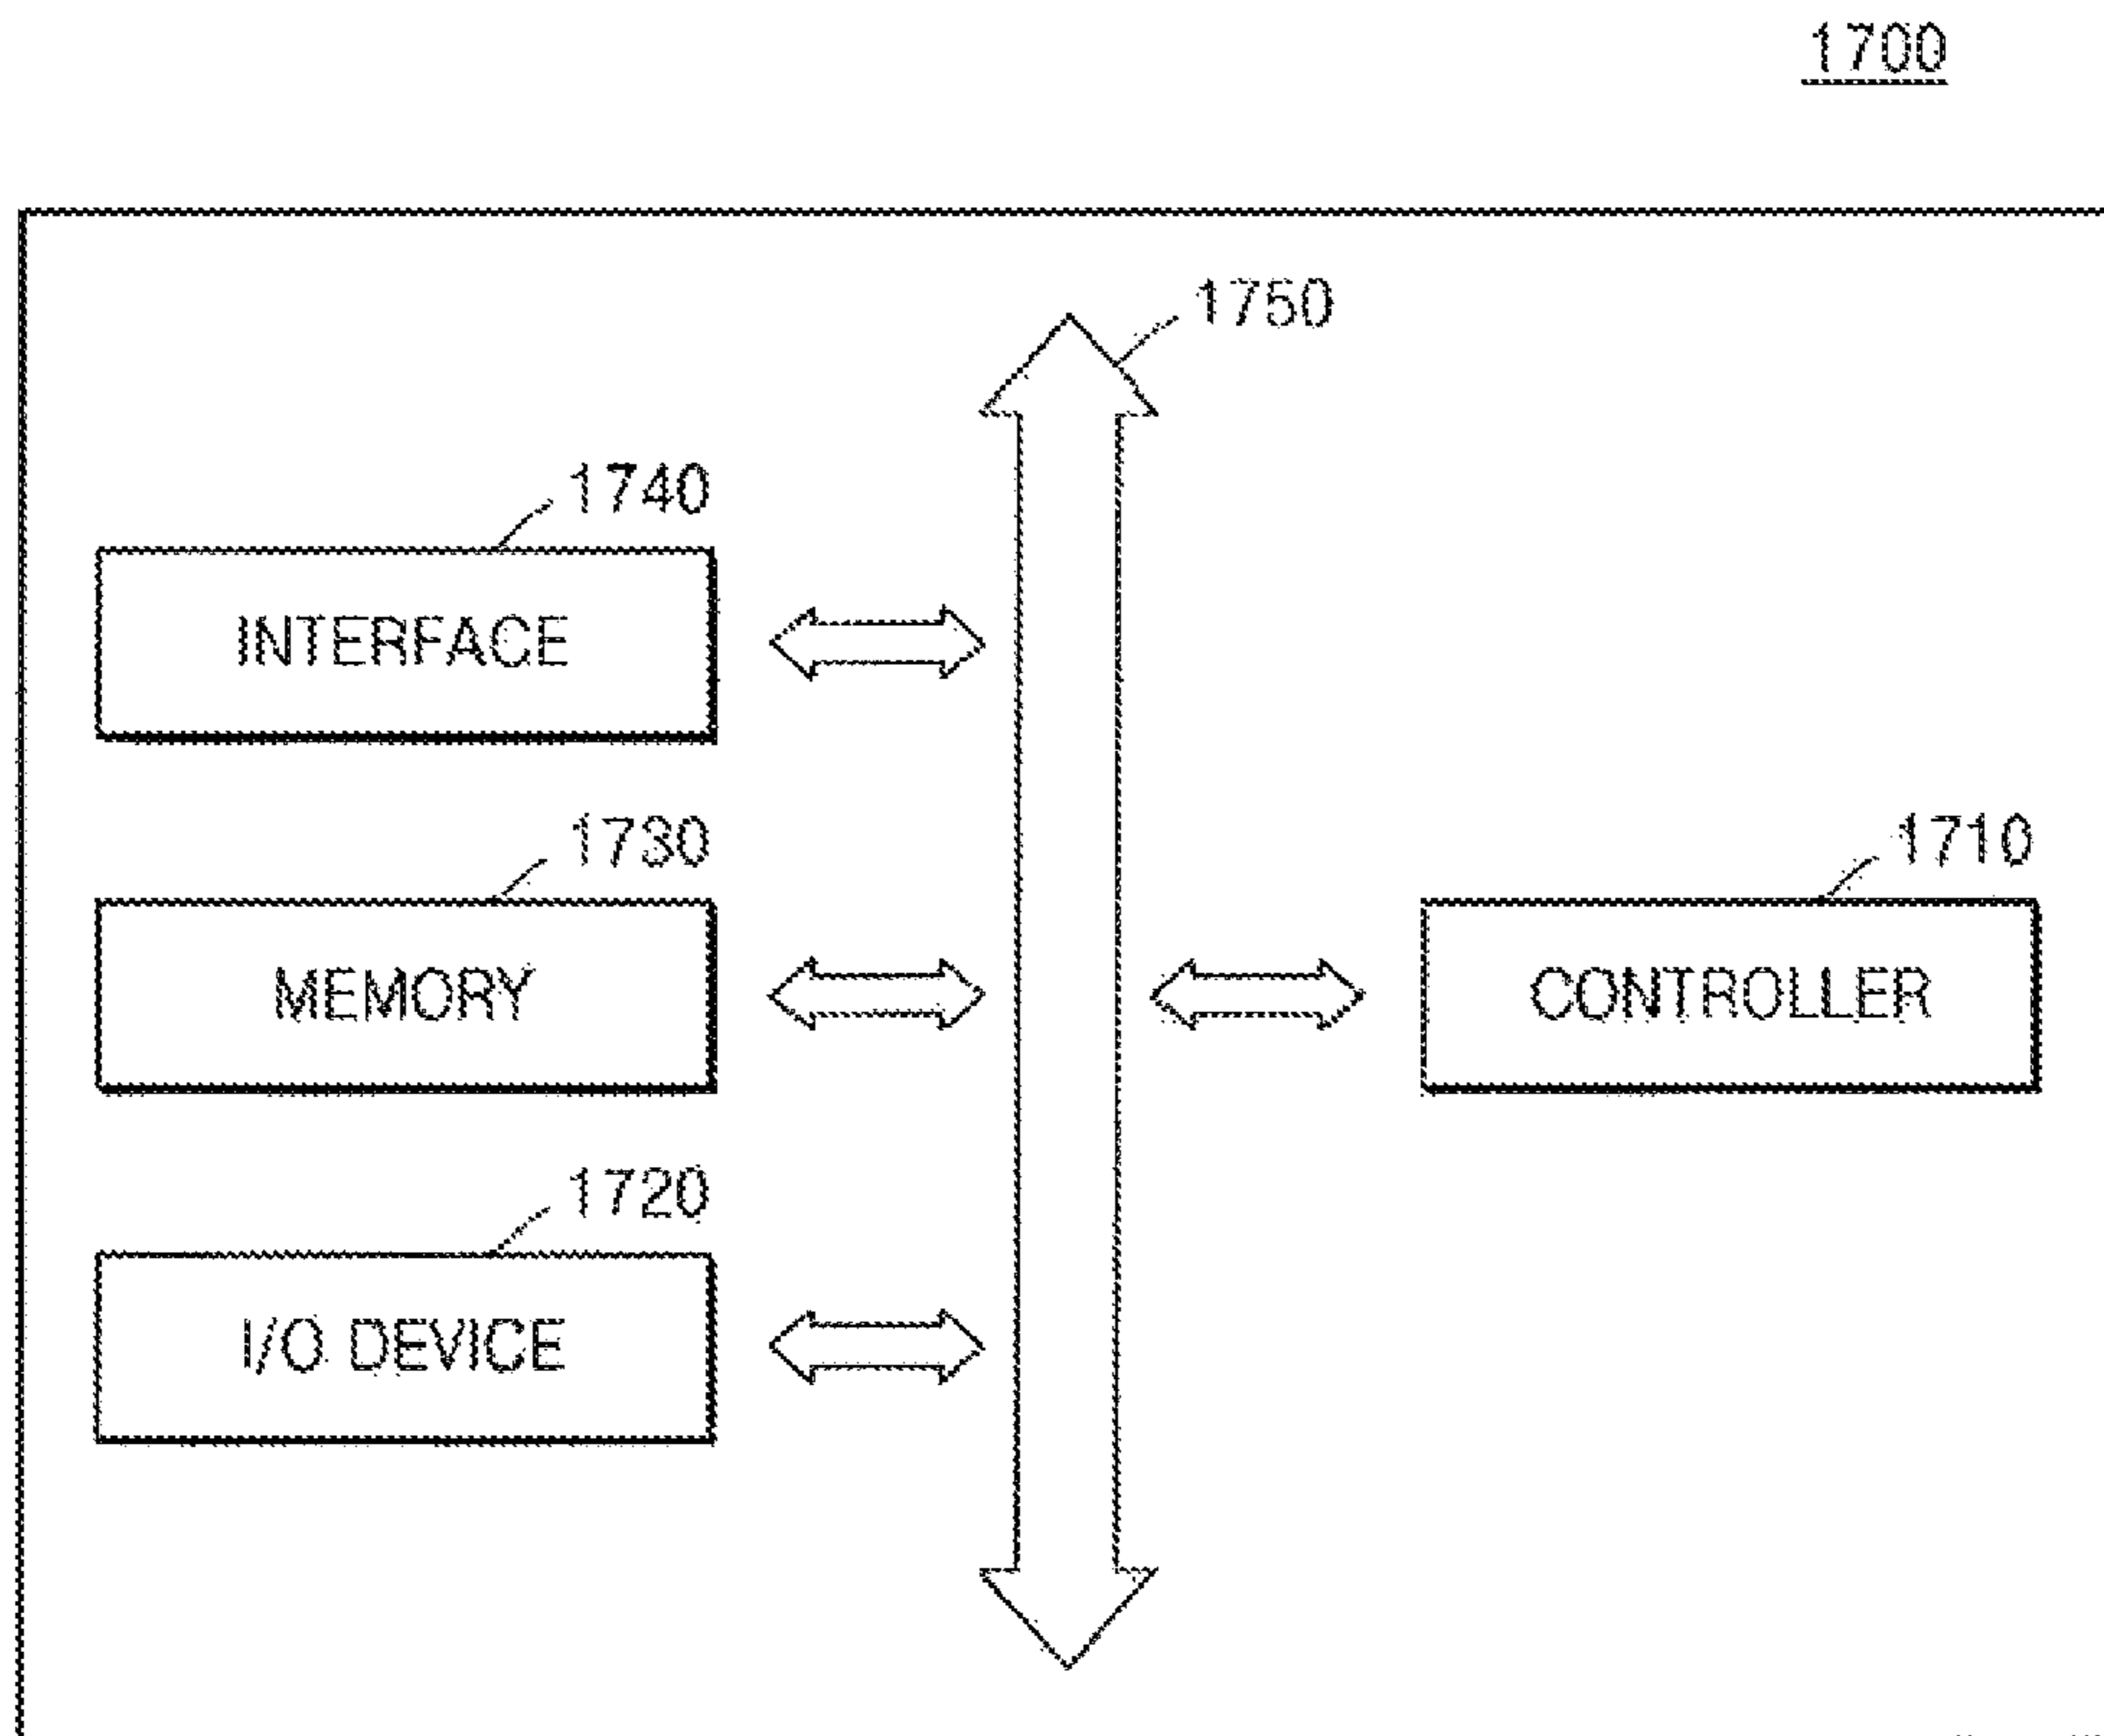 1700
1750
1740
INTERFACE
1730
MEMORY
1710
CONTROLLER
1720
I/O DEVICE